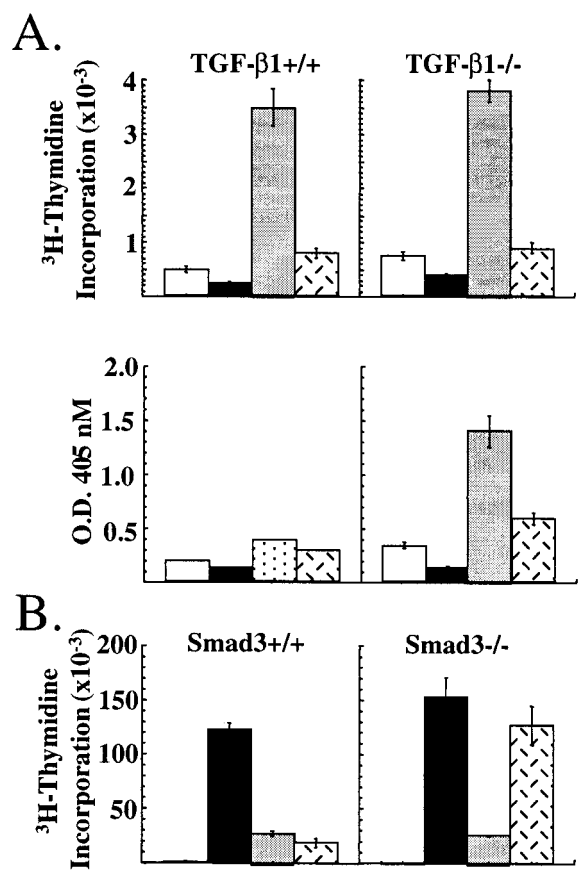 A.
TGF-β1+/+
TGF-β1-/-
³H-Thymidine
Incorporation (x10-³)
4
3
2
1
O.D. 405 nM
2.0
1.5
1.0
0.5
B.
Smad3+/+
Smad3-/-
³H-Thymidine
Incorporation (x10-³)
200
150
100
50